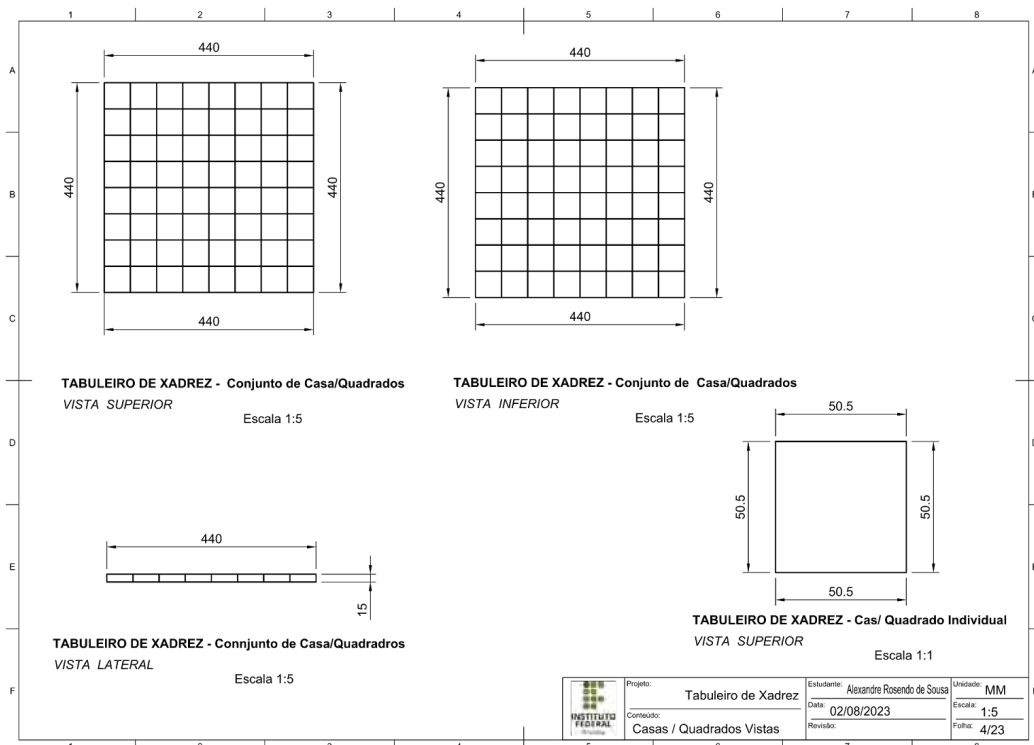 1 2 3 4 5 6 7 8
A
B
C
D
E
F
440
440
440
440
TABULEIRO DE XADREZ - Conjunto de Casa/Quadrados
VISTA SUPERIOR
Escala 1:5
440
440
440
440
TABULEIRO DE XADREZ - Conjunto de Casa/Quadrados
VISTA INFERIOR
Escala 1:5
50.5
50.5
50.5
50.5
TABULEIRO DE XADREZ - Cas/ Quadrado Individual
VISTA SUPERIOR
Escala 1:1
440
15
TABULEIRO DE XADREZ - Connjunto de Casa/Quadradros
VISTA LATERAL
Escala 1:5
INSTITUTO
FEDERAL
Projeto:
Tabuleiro de Xadrez
Conteúdo:
Casas / Quadrados Vistas
Estudante: Alexandre Rosendo de Sousa
Data: 02/08/2023
Revisão:
Unidade: MM
Escala: 1:5
Folha: 4/23